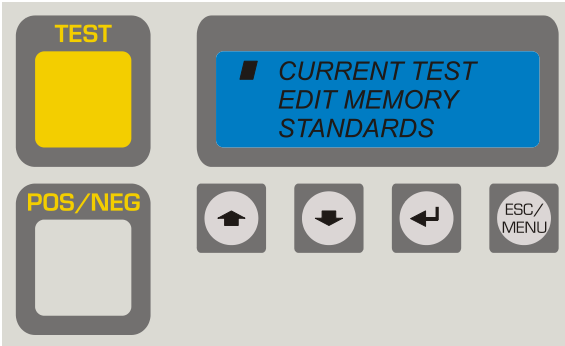 TEST
CURRENT TEST
EDIT MEMORY
STANDARDS
POS/NEG
ESC/
MENU